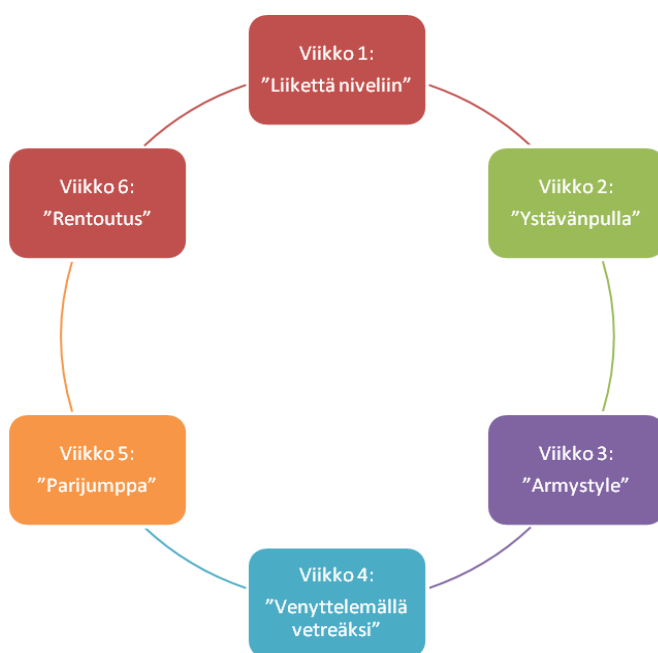 Viikko 1:
”Liikettä niveliin”
Viikko 2:
”Ystävänpulla”
Viikko 3:
”Armystyle”
Viikko 4:
”Venyttelemällä
vetreäksi”
Viikko 5:
”Parijumppa”
Viikko 6:
”Rentoutus”